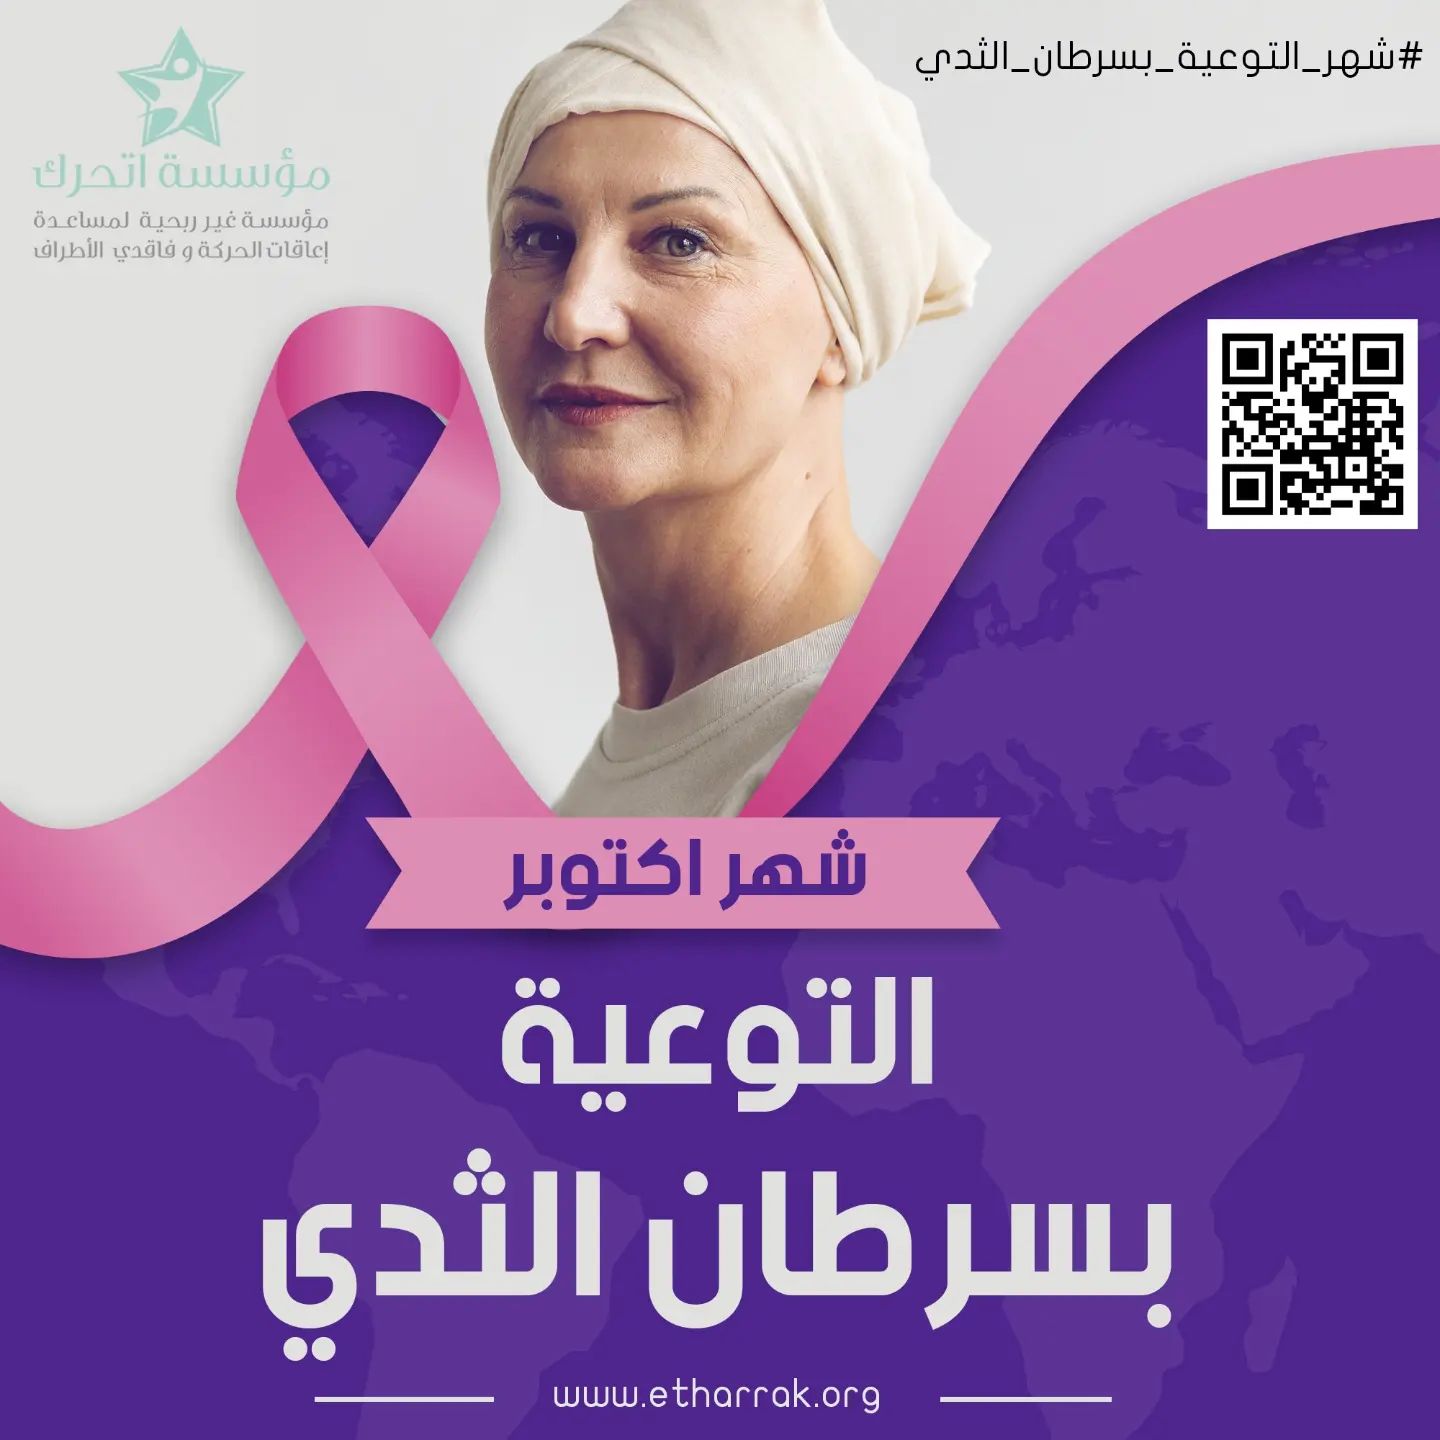 #شهر_التوعية_بسرطان_الثدي
مؤسسة اتحرك
مؤسسة غير ربحية لمساعدة
إعاقات الحركة و فاقدي الأطراف
شهر اكتوبر
التوعية
بسرطان الثدي
www.etharrak.org